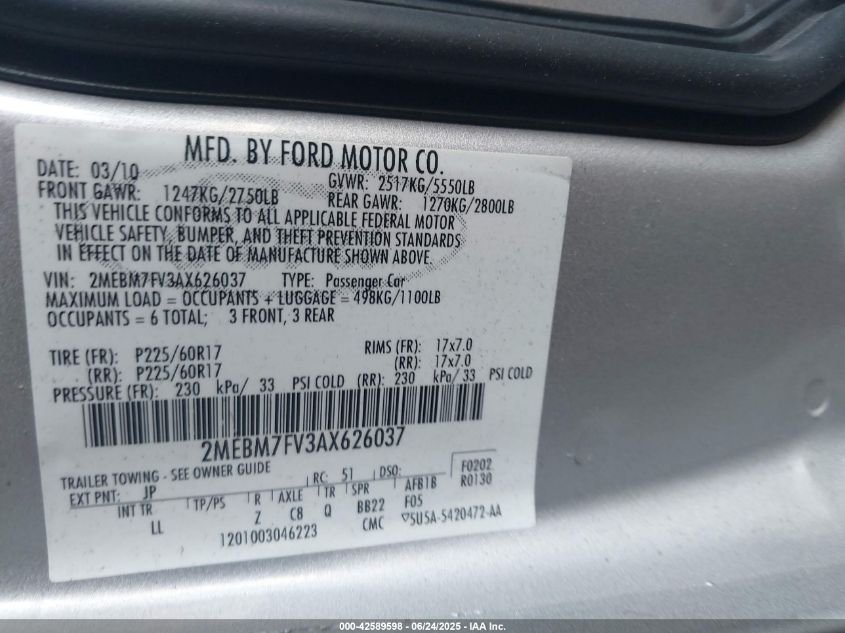 MFD. BY FORD MOTOR CO.
DATE: 03/10 GVWR: 2517KG/5550LB
FRONT GAWR: 1247KG/2750LB REAR GAWR: 1270KG/2800LB
THIS VEHICLE CONFORMS TO ALL APPLICABLE FEDERAL MOTOR
VEHICLE SAFETY, BUMPER, AND THEFT PREVENTION STANDARDS
IN EFFECT ON THE DATE OF MANUFACTURE SHOWN ABOVE.
VIN: 2MEBM7FV3AX626037 TYPE: Passenger Car
MAXIMUM LOAD = OCCUPANTS + LUGGAGE = 498KG/1100LB
OCCUPANTS = 6 TOTAL; 3 FRONT, 3 REAR
TIRE (FR): P225/60R17 RIMS (FR): 17x7.0
(RR): P225/60R17 (RR): 17x7.0
PRESSURE (FR): 230 kPa/ 33 PSI COLD (RR): 230 kPa/ 33 PSI COLD
2MEBM7FV3AX626037
TRAILER TOWING - SEE OWNER GUIDE
EXT PNT: JP RC: 51 DSO: F0202
INT TR TP/PS R AXLE TR SPR AFB1B R0130
LL Z C8 Q BB22 F05
1201003046223 CMC ▽5U5A-5420472-AA
000-42589598 - 06/24/2025 - IAA Inc.